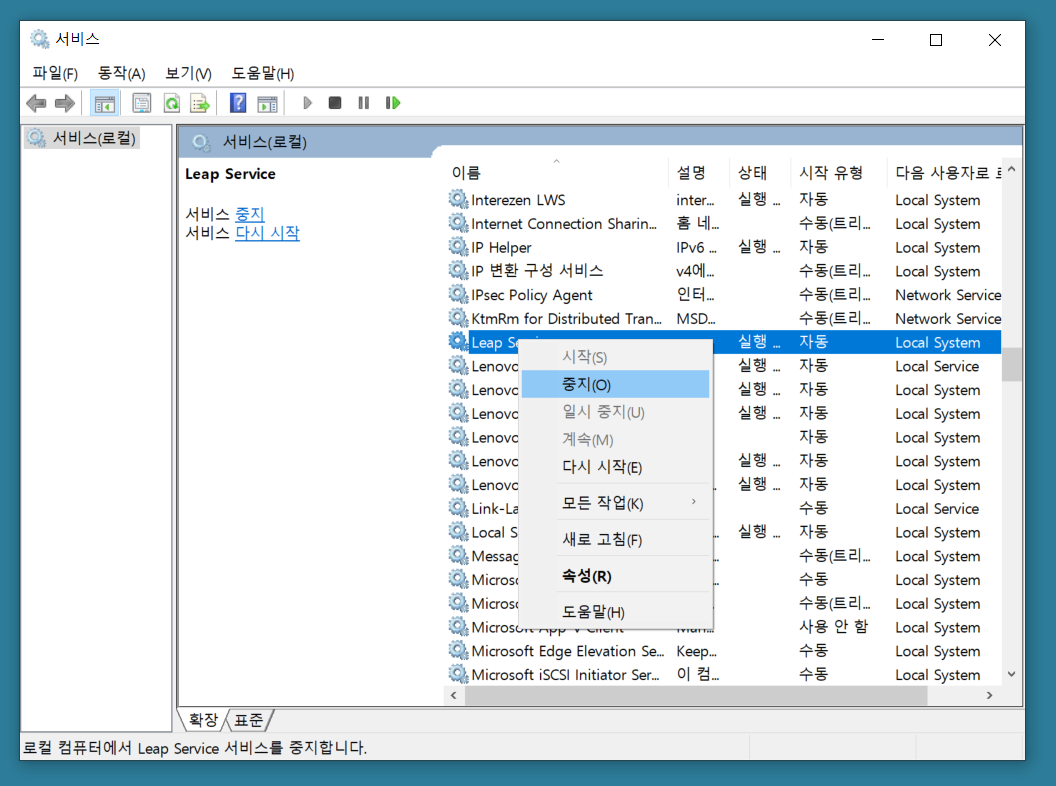 서비스
파일(F) 동작(A) 보기(V) 도움말(H)
서비스(로컬)
서비스(로컬)
Leap Service
서비스 중지
서비스 다시 시작
이름 설명 상태 시작 유형 다음 사용자로
Interezen LWS inter... 실행 ... 자동 Local System
Internet Connection Sharin... 홈 네... 수동(트리... Local System
IP Helper IPv6 ... 실행 ... 자동 Local System
IP 변환 구성 서비스 v4에... 수동(트리... Local System
IPsec Policy Agent 인터... 수동(트리... Network Service
KtmRm for Distributed Tran... MSD... 수동(트리... Network Service
Leap 실행 ... 자동 Local System
Lenovo 실행 ... 자동 Local Service
Lenovo 실행 ... 자동 Local System
Lenovo 실행 ... 자동 Local System
Lenovo 자동 Local System
Lenovo 실행 ... 자동 Local System
Lenovo 실행 ... 자동 Local System
Link-La 수동 Local Service
Local S 실행 ... 자동 Local System
Messag 수동(트리... Local System
Microso 수동 Local System
Microso 수동(트리... Local System
Microsoft App-V Client Man... 사용 안 함 Local System
Microsoft Edge Elevation Se... Keep... 수동 Local System
Microsoft iSCSI Initiator Ser... 이 컴... 수동 Local System
시작(S)
중지(O)
일시 중지(U)
계속(M)
다시 시작(E)
모든 작업(K)
새로 고침(F)
속성(R)
도움말(H)
확장 표준
로컬 컴퓨터에서 Leap Service 서비스를 중지합니다.